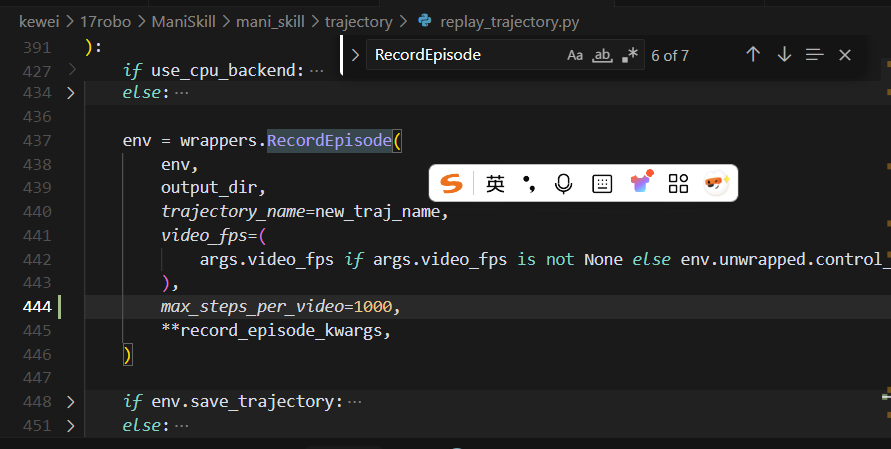 kewei > 17robo > ManiSkill > mani_skill > trajectory > replay_trajectory.py
RecordEpisode Aa ab .* 6 of 7
391 ):
427 > if use_cpu_backend: ···
434 > else: ···
436
437 env = wrappers.RecordEpisode(
438 env,
439 output_dir,
440 trajectory_name=new_traj_name,
441 video_fps=(
442 args.video_fps if args.video_fps is not None else env.unwrapped.control_
443 ),
444 max_steps_per_video=1000,
445 **record_episode_kwargs,
446 )
447
448 > if env.save_trajectory: ···
451 > else: ···
S 英 •,